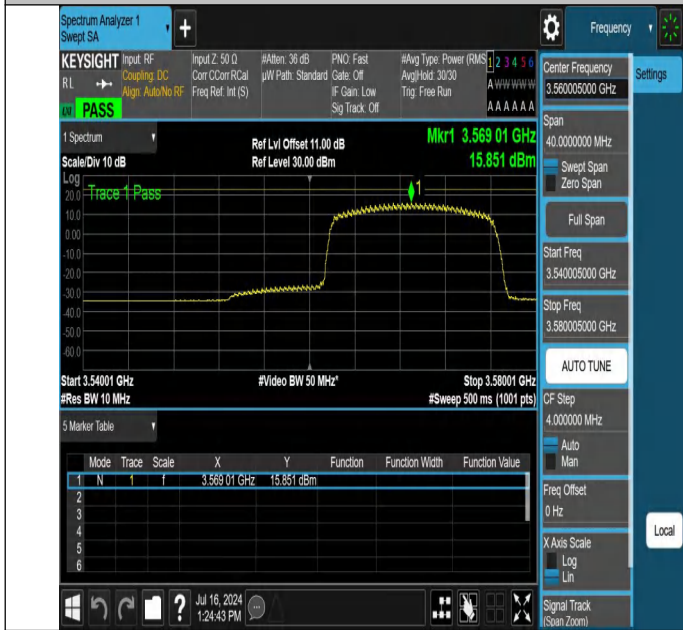 Spectrum Analyzer 1
Swept SA
+
Frequency
KEYSIGHT
RL
PASS
Input: RF
Coupling: DC
Align: Auto/No RF
Input Z: 50 Ω
Corr CCorr RCal
Freq Ref: Int (S)
#Atten: 36 dB
µW Path: Standard
PNO: Fast
Gate: Off
IF Gain: Low
Sig Track: Off
#Avg Type: Power (RMS
Avg|Hold: 30/30
Trig: Free Run
1 2 3 4 5 6
A W W W W W
A A A A A A
1 Spectrum
Scale/Div 10 dB
Ref Lvl Offset 11.00 dB
Ref Level 30.00 dBm
Mkr1 3.569 01 GHz
15.851 dBm
Log
Trace 1 Pass
1
20.0
10.0
0.00
-10.0
-20.0
-30.0
-40.0
-50.0
-60.0
Start 3.54001 GHz
#Res BW 10 MHz
#Video BW 50 MHz*
Stop 3.58001 GHz
#Sweep 500 ms (1001 pts)
5 Marker Table
Mode Trace Scale X Y Function Function Width Function Value
1 N 1 f 3.569 01 GHz 15.851 dBm
2
3
4
5
6
Jul 16, 2024
1:24:43 PM
Center Frequency
3.560005000 GHz
Settings
Span
40.0000000 MHz
Swept Span
Zero Span
Full Span
Start Freq
3.540005000 GHz
Stop Freq
3.580005000 GHz
AUTO TUNE
CF Step
4.000000 MHz
Auto
Man
Freq Offset
0 Hz
Local
X Axis Scale
Log
Lin
Signal Track
(Span Zoom)